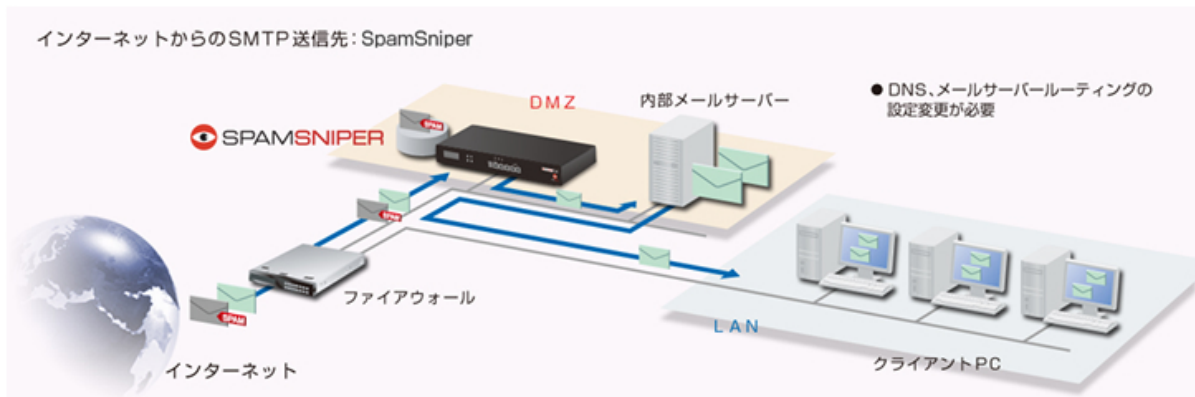 インターネットからのSMTP送信先：SpamSniper
DMZ
内部メールサーバー
● DNS、メールサーバールーティングの
設定変更が必要
SPAM
SPAMSNIPER
SPAM
ファイアウォール
SPAM
LAN
インターネット
クライアントPC